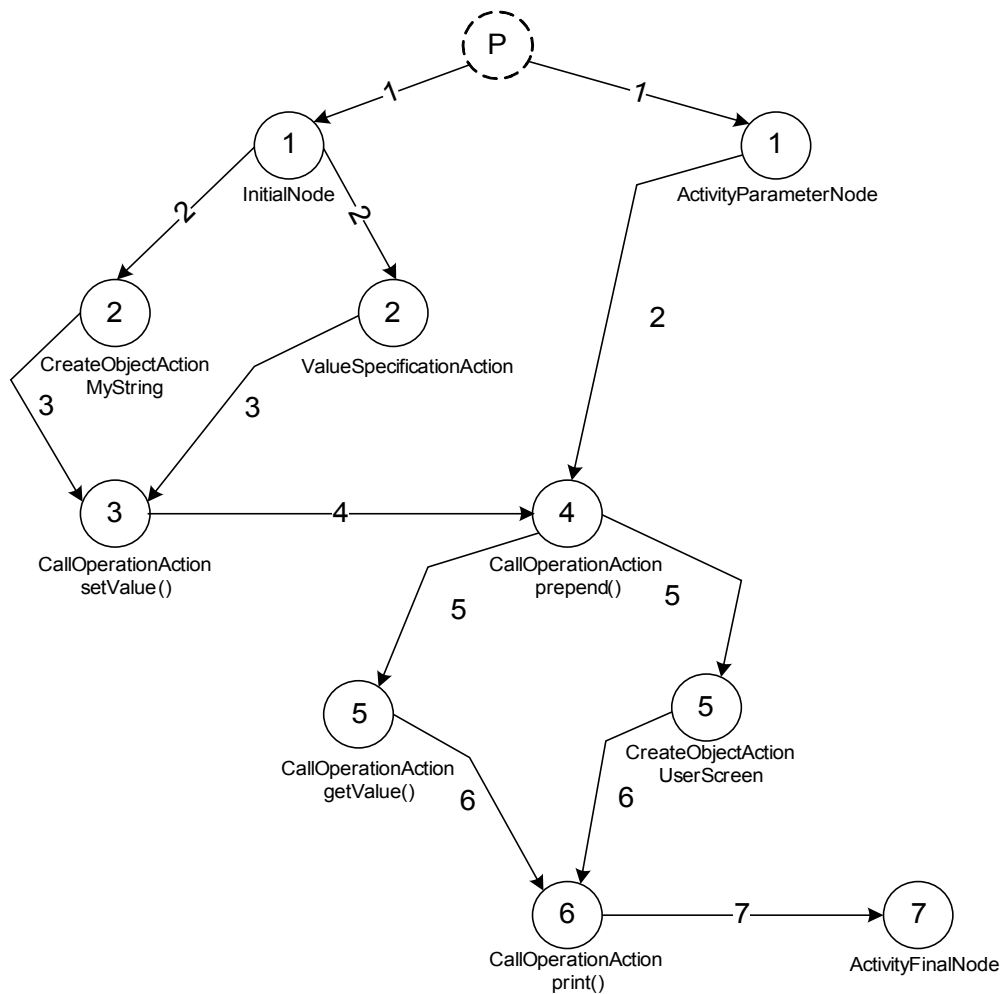 P
1
1
1
InitialNode
1
ActivityParameterNode
2
2
2
CreateObjectAction
MyString
2
ValueSpecificationAction
2
3
3
3
CallOperationAction
setValue()
4
4
CallOperationAction
prepend()
5
5
5
CallOperationAction
getValue()
5
CreateObjectAction
UserScreen
6
6
6
CallOperationAction
print()
7
7
ActivityFinalNode